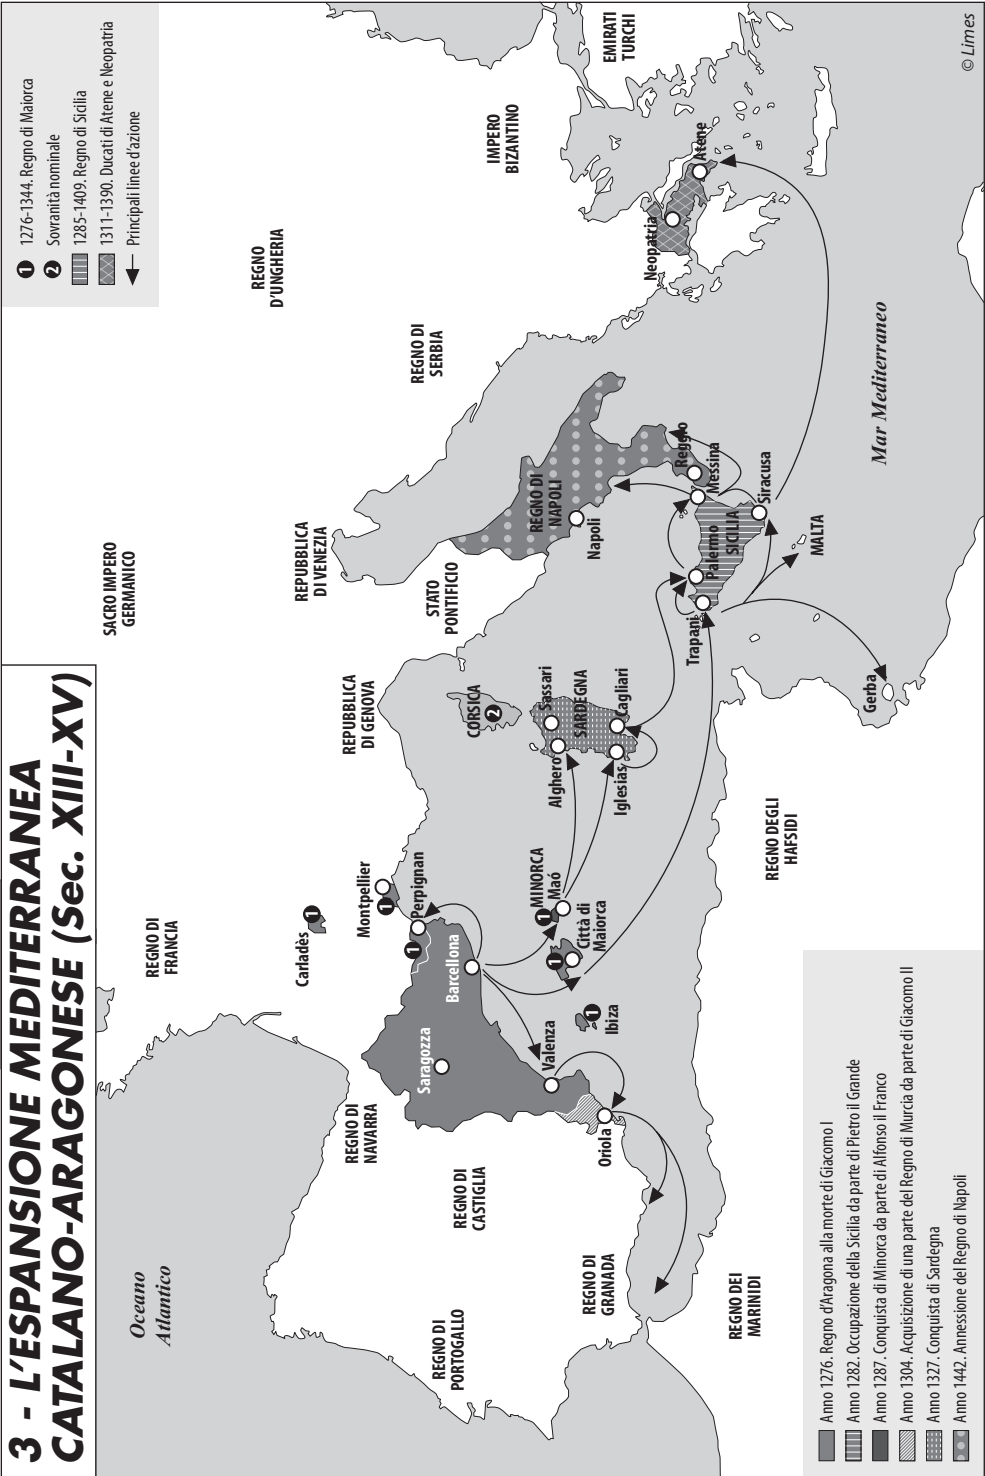 3 - L'ESPANSIONE MEDITERRANEA
CATALANO-ARAGONESE (Sec. XIII-XV)
1 1276-1344. Regno di Maiorca
2 Sovranità nominale
1285-1409. Regno di Sicilia
1311-1390. Ducati di Atene e Neopatria
Principali linee d'azione
Oceano
Atlantico
REGNO DI
FRANCIA
SACRO IMPERO
GERMANICO
REGNO
D'UNGHERIA
Carladès
1
Montpellier
1
Perpignan
1
REPUBBLICA
DI GENOVA
REPUBBLICA
DI VENEZIA
REGNO DI
SERBIA
IMPERO
BIZANTINO
EMIRATI
TURCHI
REGNO DI
NAVARRA
Saragozza
Barcellona
CORSICA
2
STATO
PONTIFICIO
REGNO DI
NAPOLI
Napoli
REGNO DI
PORTOGALLO
REGNO DI
CASTIGLIA
Valenza
MINORCA
1
Maó
Città di
Maiorca
1
Ibiza
1
Sassari
Alghero
SARDEGNA
Iglesias
Cagliari
Oriola
REGNO DI
GRANADA
Neopatria
Atene
Reggio
Messina
Palermo
Trapani
SICILIA
Siracusa
MALTA
Gerba
REGNO DEI
MARINIDI
REGNO DEGLI
HAFSIDI
Mar Mediterraneo
Anno 1276. Regno d'Aragona alla morte di Giacomo I
Anno 1282. Occupazione della Sicilia da parte di Pietro il Grande
Anno 1287. Conquista di Minorca da parte di Alfonso il Franco
Anno 1304. Acquisizione di una parte del Regno di Murcia da parte di Giacomo II
Anno 1327. Conquista di Sardegna
Anno 1442. Annessione del Regno di Napoli
© Limes